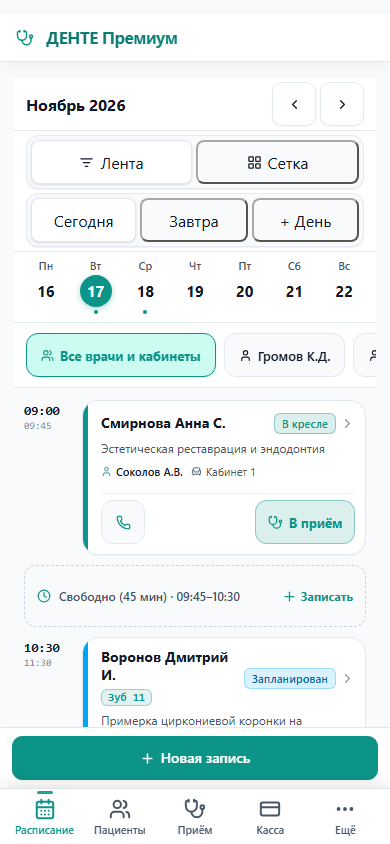 ДЕНТЕ Премиум
Ноябрь 2026
Лента
Сетка
Сегодня
Завтра
+ День
Пн Вт Ср Чт Пт Сб Вс
16 17 18 19 20 21 22
Все врачи и кабинеты
Громов К.Д.
09:00
09:45
Смирнова Анна С.
В кресле
Эстетическая реставрация и эндодонтия
Соколов А.В. Кабинет 1
В приём
Свободно (45 мин) · 09:45–10:30
+ Записать
10:30
11:30
Воронов Дмитрий
И.
Запланирован
Зуб 11
Примерка циркониевой коронки на
+ Новая запись
Расписание
Пациенты
Приём
Касса
Ещё